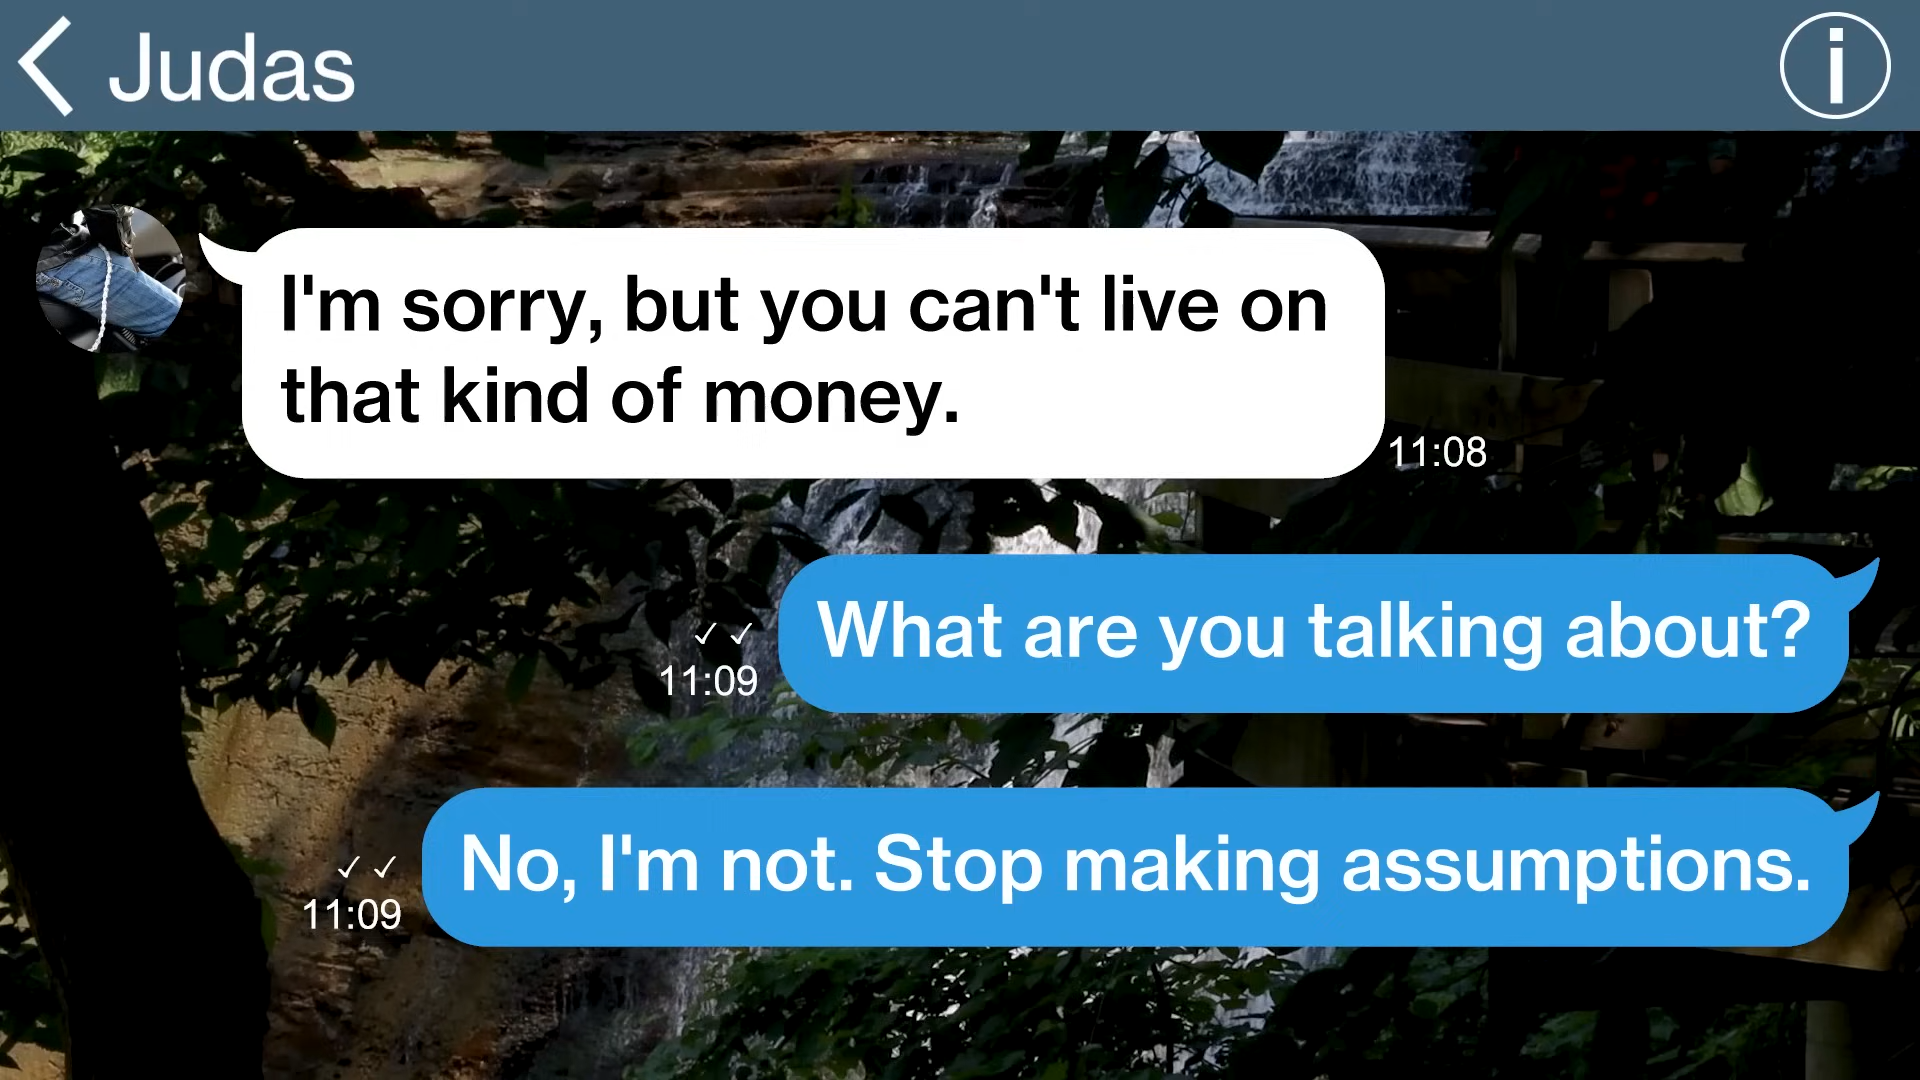 Judas
i
I'm sorry, but you can't live on
that kind of money.
11:08
What are you talking about?
11:09
No, I'm not. Stop making assumptions.
11:09